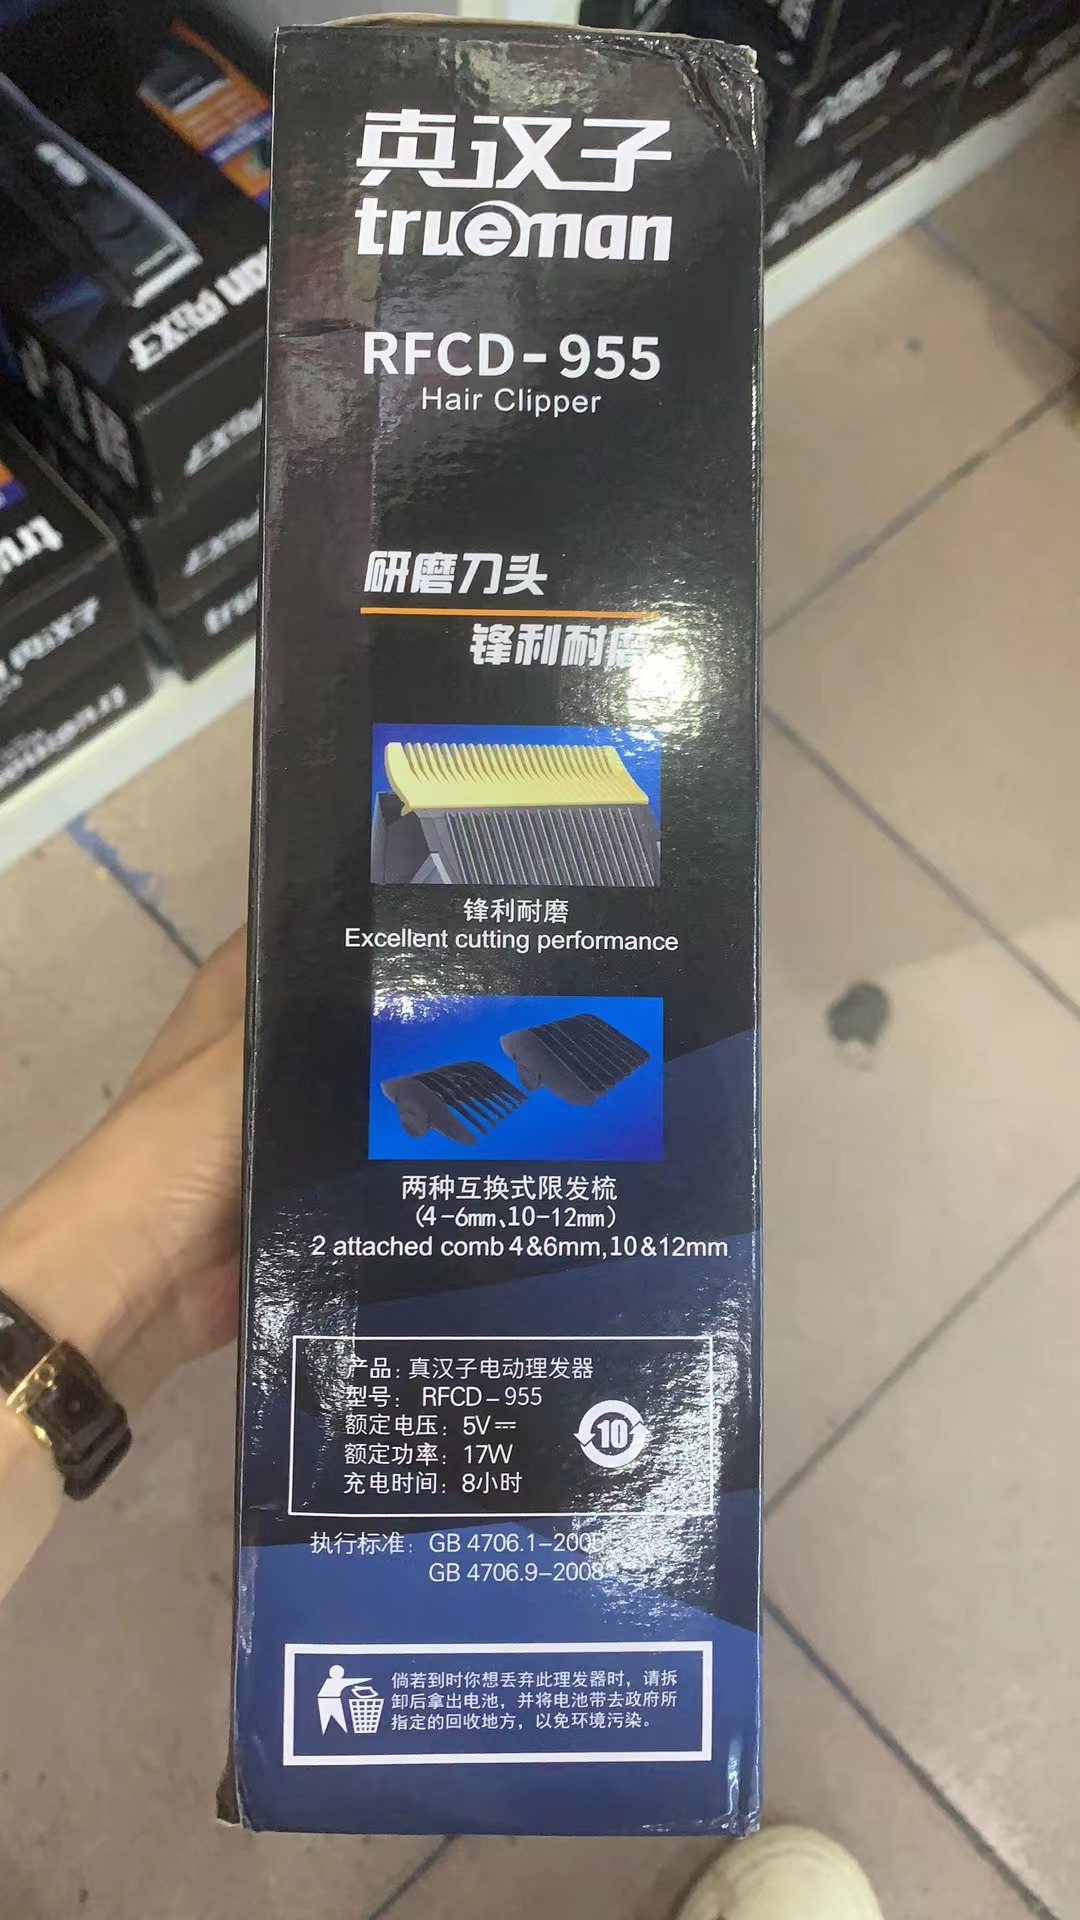 真汉子
trueman
RFCD-955
Hair Clipper
研磨刀头
锋利耐磨
锋利耐磨
Excellent cutting performance
两种互换式限发梳
(4-6mm、10-12mm)
2 attached comb 4&6mm,10&12mm
产品: 真汉子电动理发器
型号: RFCD-955
额定电压: 5V⎓
额定功率: 17W
充电时间: 8小时
10
执行标准: GB 4706.1-2005
GB 4706.9-2008
倘若到时你想丢弃此理发器时，请拆
卸后拿出电池，并将电池带去政府所
指定的回收地方，以免环境污染。